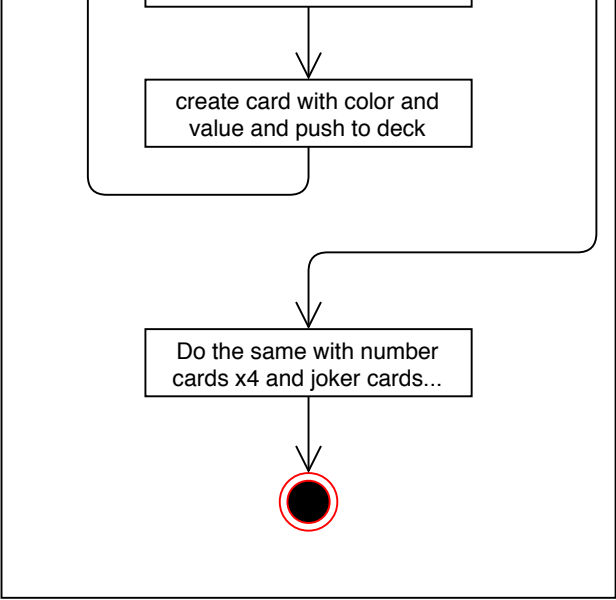 create card with color and
value and push to deck
Do the same with number
cards x4 and joker cards...